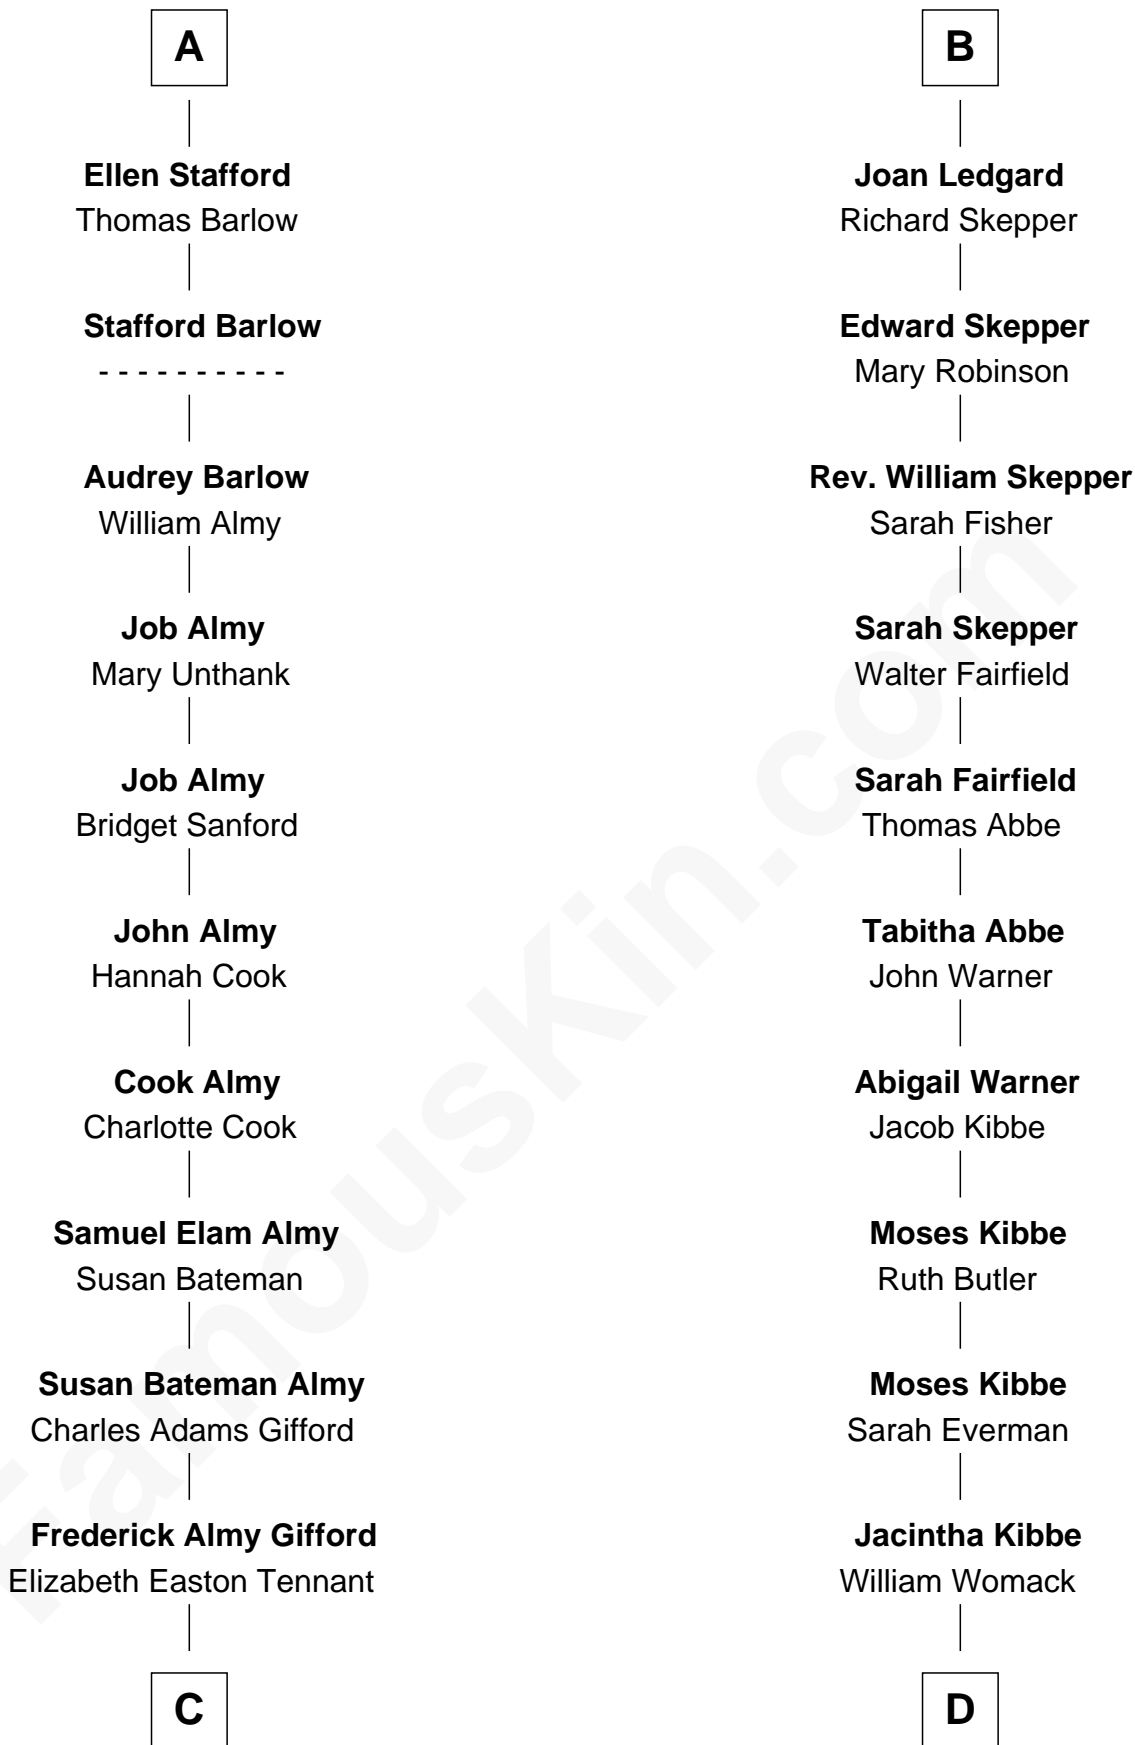 A
Ellen Stafford
Thomas Barlow
Stafford Barlow
- - - - - - - - - -
Audrey Barlow
William Almy
Job Almy
Mary Unthank
Job Almy
Bridget Sanford
John Almy
Hannah Cook
Cook Almy
Charlotte Cook
Samuel Elam Almy
Susan Bateman
Susan Bateman Almy
Charles Adams Gifford
Frederick Almy Gifford
Elizabeth Easton Tennant
C
B
Joan Ledgard
Richard Skepper
Edward Skepper
Mary Robinson
Rev. William Skepper
Sarah Fisher
Sarah Skepper
Walter Fairfield
Sarah Fairfield
Thomas Abbe
Tabitha Abbe
John Warner
Abigail Warner
Jacob Kibbe
Moses Kibbe
Ruth Butler
Moses Kibbe
Sarah Everman
Jacintha Kibbe
William Womack
D
FamousKin.com